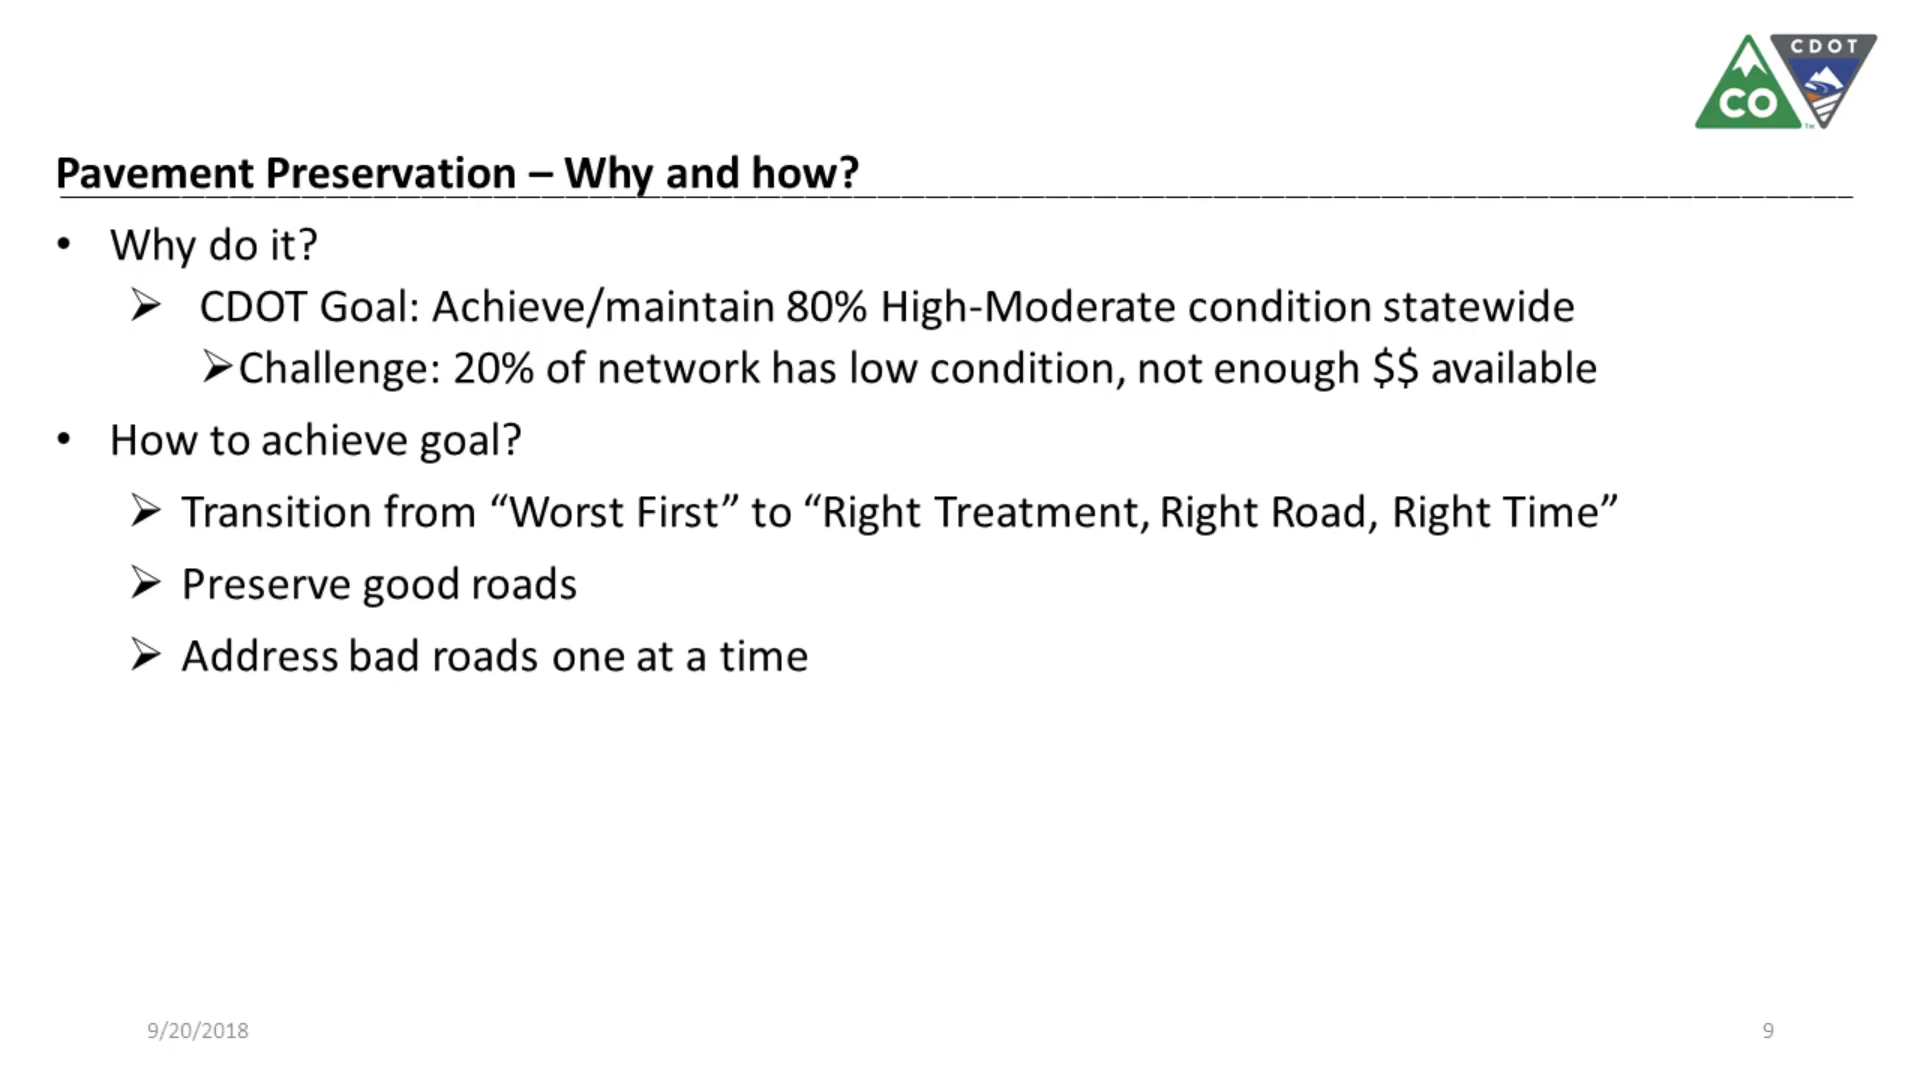 CDOT
CO
TM
Pavement Preservation – Why and how?
• Why do it?
➢ CDOT Goal: Achieve/maintain 80% High-Moderate condition statewide
➢Challenge: 20% of network has low condition, not enough $$ available
• How to achieve goal?
➢ Transition from “Worst First” to “Right Treatment, Right Road, Right Time”
➢ Preserve good roads
➢ Address bad roads one at a time
9/20/2018
9